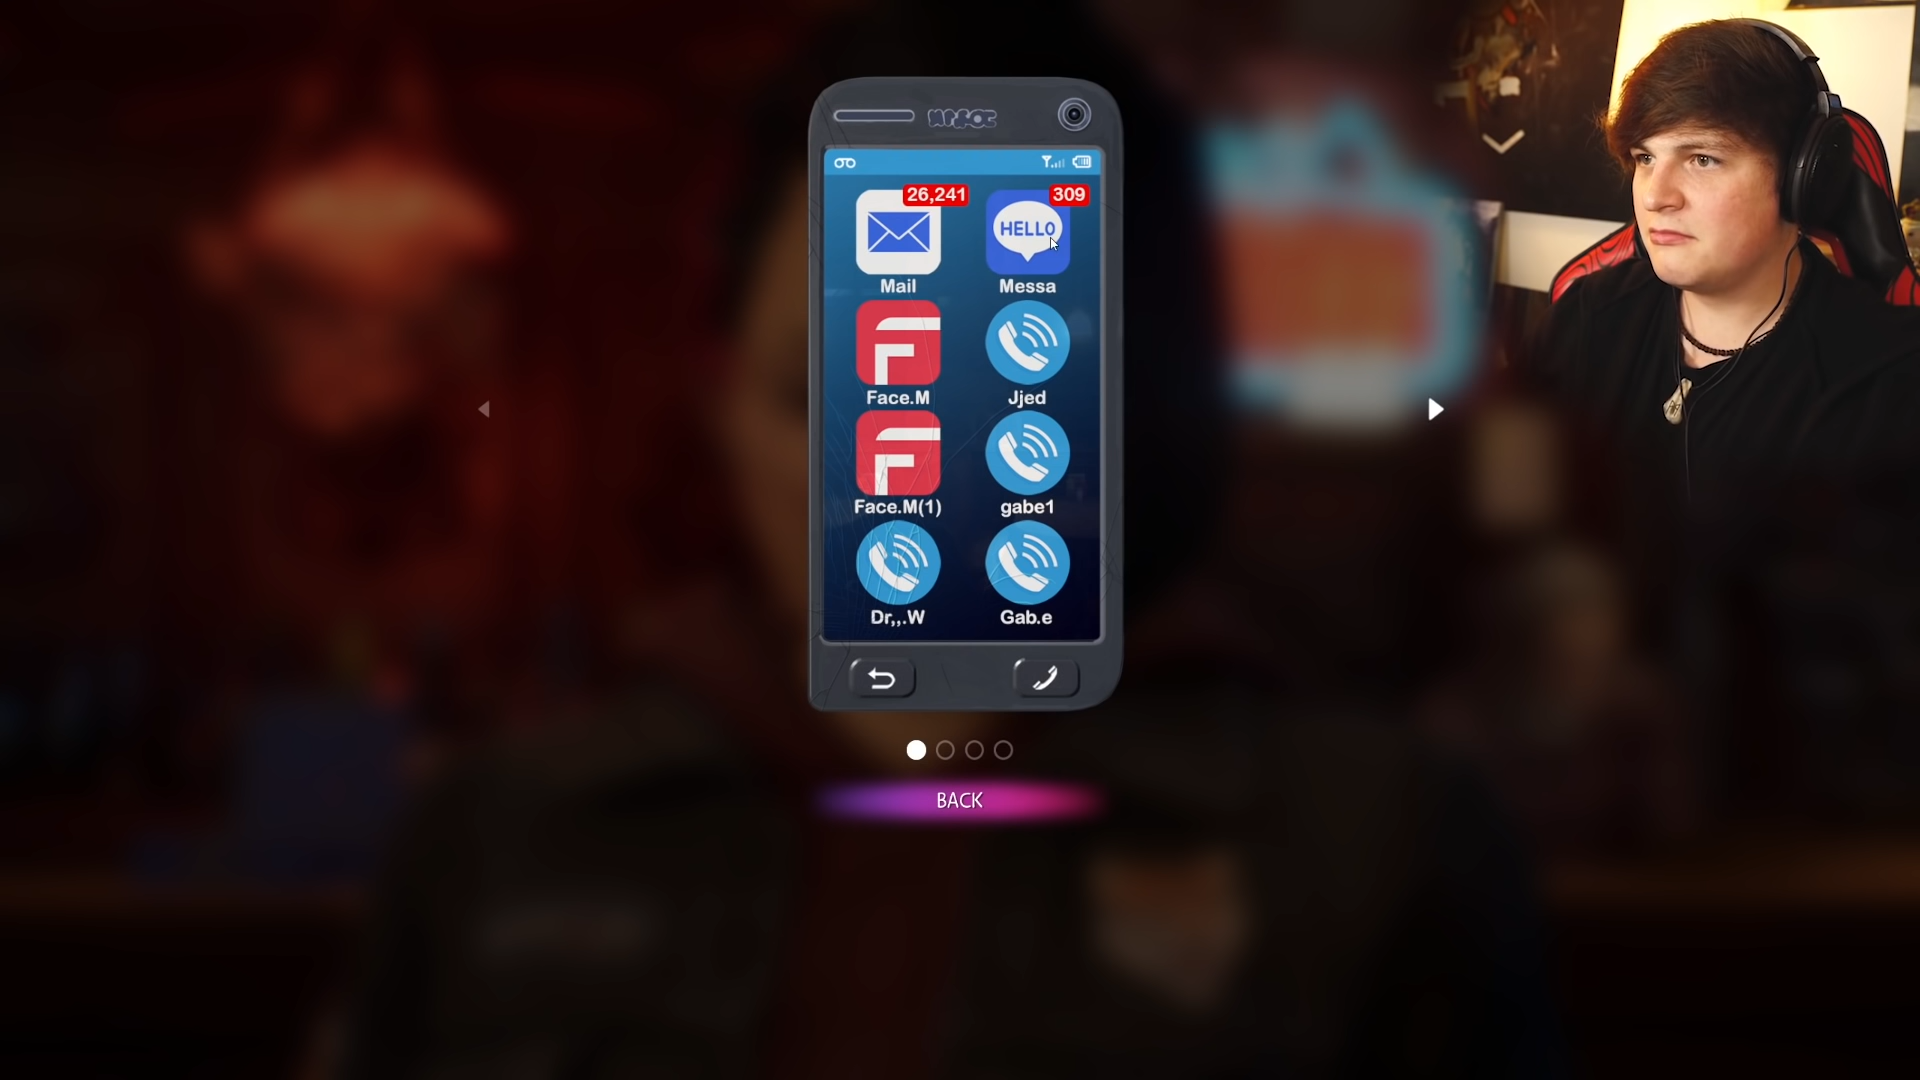 26,241
309
HELLO
Mail
Messa
Face.M
Jjed
Face.M(1)
gabe1
Dr,,.W
Gab.e
BACK